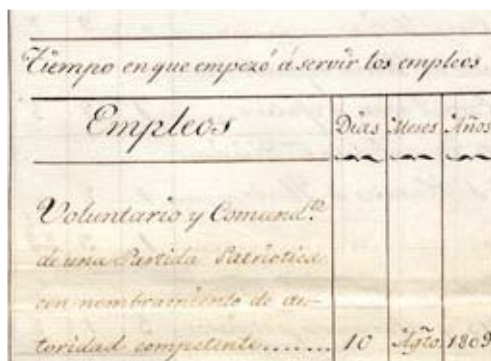 Tiempo en que empezó á servir los empleos.
Empleos Dias Meses Años
Voluntario y Comand.te
de una Partida Patriotica
con nombramiento de au-
toridad competente....... 10 Agto. 1809